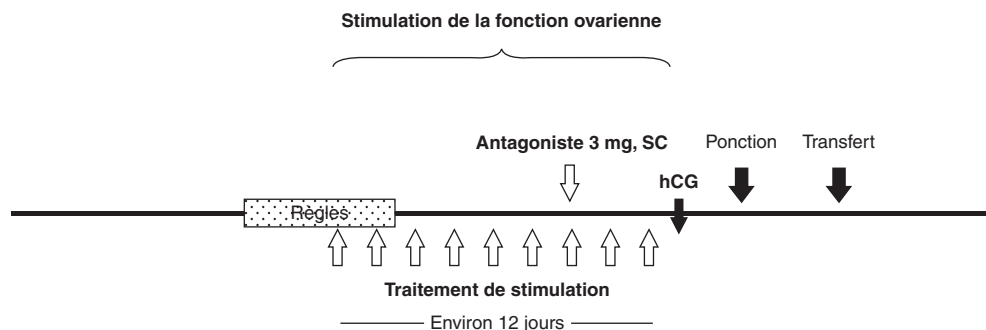 Stimulation de la fonction ovarienne
Antagoniste 3 mg, SC
Ponction
Transfert
hCG
Règles
Traitement de stimulation
Environ 12 jours